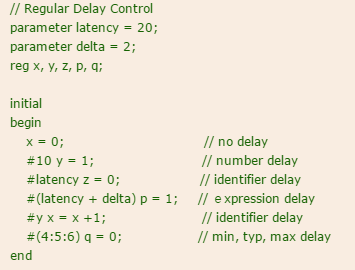 // Regular Delay Control
parameter latency = 20;
parameter delta = 2;
reg x, y, z, p, q;
initial
begin
x = 0; // no delay
#10 y = 1; // number delay
#latency z = 0; // identifier delay
#(latency + delta) p = 1; // e xpression delay
#y x = x +1; // identifier delay
#(4:5:6) q = 0; // min, typ, max delay
end